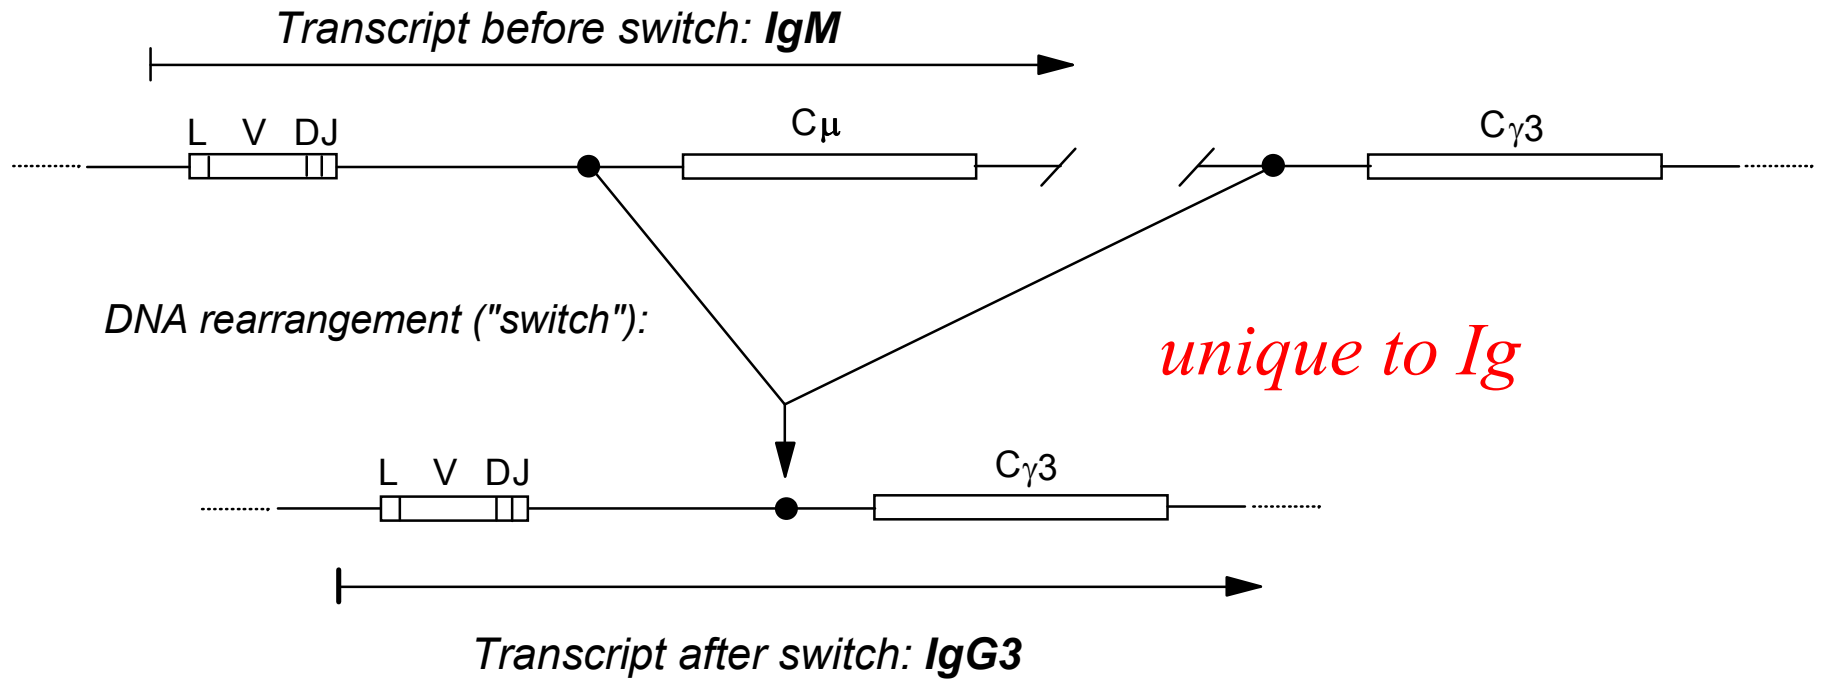 Transcript before switch: IgM
L V DJ
Cμ
Cγ3
DNA rearrangement ("switch"):
unique to Ig
L V DJ
Cγ3
Transcript after switch: IgG3